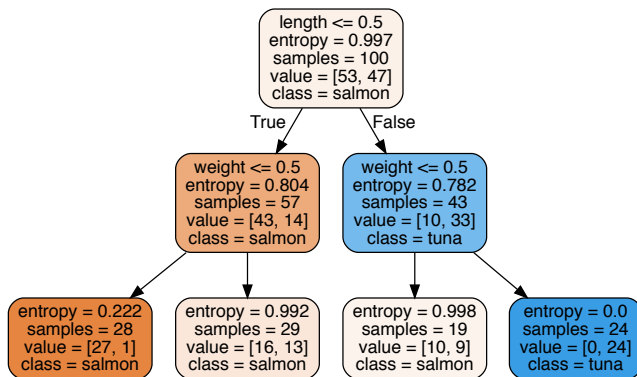 length <= 0.5
entropy = 0.997
samples = 100
value = [53, 47]
class = salmon
True
False
weight <= 0.5
entropy = 0.804
samples = 57
value = [43, 14]
class = salmon
weight <= 0.5
entropy = 0.782
samples = 43
value = [10, 33]
class = tuna
entropy = 0.222
samples = 28
value = [27, 1]
class = salmon
entropy = 0.992
samples = 29
value = [16, 13]
class = salmon
entropy = 0.998
samples = 19
value = [10, 9]
class = salmon
entropy = 0.0
samples = 24
value = [0, 24]
class = tuna